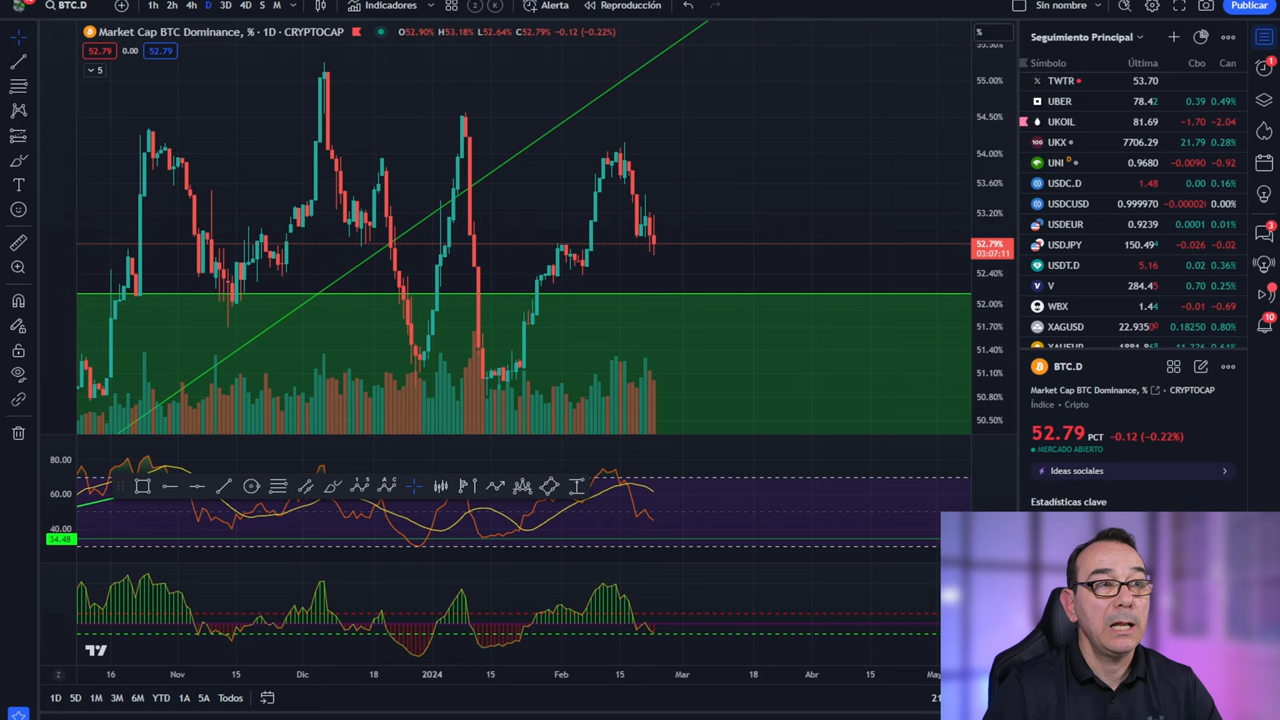 BTC.D
1h 2h 4h D 3D 4D S M
Indicadores
Alerta
Reproducción
Sin nombre
Publicar
Market Cap BTC Dominance, % · 1D · CRYPTOCAP
O52.90% H53.18% L52.64% C52.79% -0.12 (-0.22%)
52.79 0.00 52.79
5
%
55.00%
54.50%
54.00%
53.60%
53.20%
52.79%
03:07:11
52.40%
52.00%
51.70%
51.40%
51.10%
50.80%
50.50%
80.00
60.00
40.00
34.48
16 Nov 15 Dic 18 2024 15 Feb 15 Mar 18 Abr 15
1D 5D 1M 3M 6M YTD 1A 5A Todos
Seguimiento Principal
Símbolo Última Cbo Can
TWTR 53.70
UBER 78.42 0.39 0.49%
UKOIL 81.69 -1.70 -2.04
UKX 7706.29 21.79 0.28%
UNI D 0.9680 -0.0090 -0.92
USDC.D 1.48 0.00 0.16%
USDCUSD 0.999970 -0.00002 0.00%
USDEUR 0.9239 0.0001 0.01%
USDJPY 150.494 -0.026 -0.02
USDT.D 5.16 0.02 0.36%
V 284.45 0.70 0.25%
WBX 1.44 -0.01 -0.69
XAGUSD 22.9350 0.18250 0.80%
BTC.D
Market Cap BTC Dominance, % · CRYPTOCAP
Índice · Cripto
52.79 PCT -0.12 (-0.22%)
MERCADO ABIERTO
Ideas sociales
Estadísticas clave